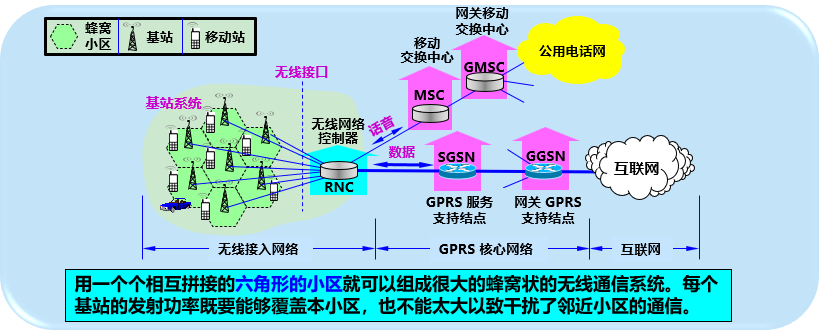 蜂窝
小区
基站
移动站
网关移动
交换中心
移动
交换中心
GMSC
公用电话网
无线接口
基站系统
MSC
无线网络
控制器
话音
数据
SGSN
GGSN
互联网
RNC
GPRS 服务
支持结点
网关 GPRS
支持结点
无线接入网络
GPRS 核心网络
互联网
用一个个相互拼接的六角形的小区就可以组成很大的蜂窝状的无线通信系统。每个
基站的发射功率既要能够覆盖本小区，也不能太大以致干扰了邻近小区的通信。